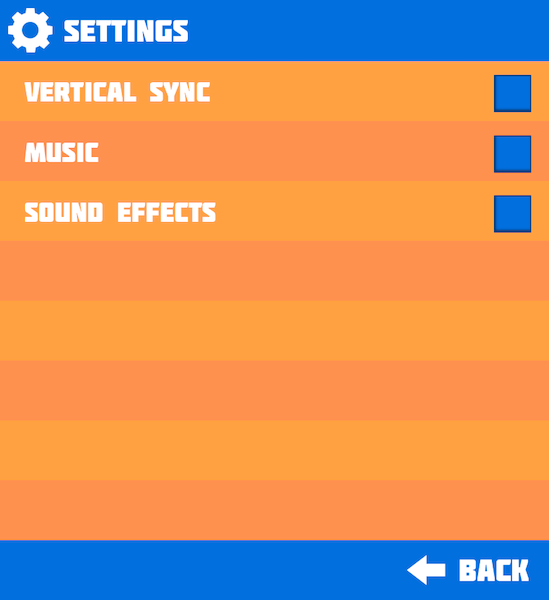 SETTINGS
VERTICAL SYNC
MUSIC
SOUND EFFECTS
BACK